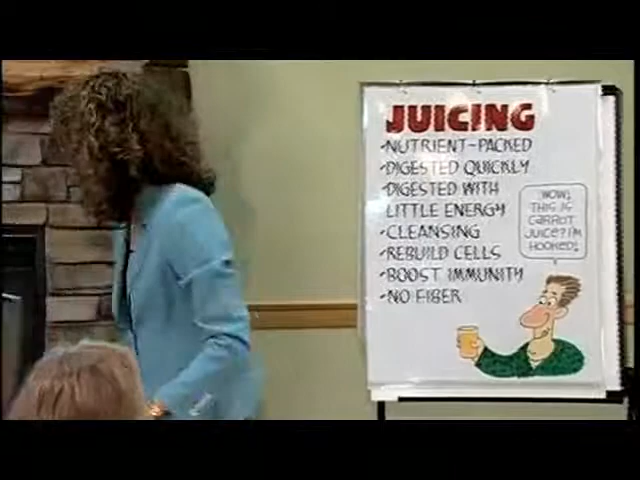 JUICING
-NUTRIENT-PACKED
-DIGESTED QUICKLY
-DIGESTED WITH
LITTLE ENERGY
-CLEANSING
-REBUILD CELLS
-BOOST IMMUNITY
-NO FIBER
WOW,
THIS IS
CARROT
JUICE? I'M
HOOKED!